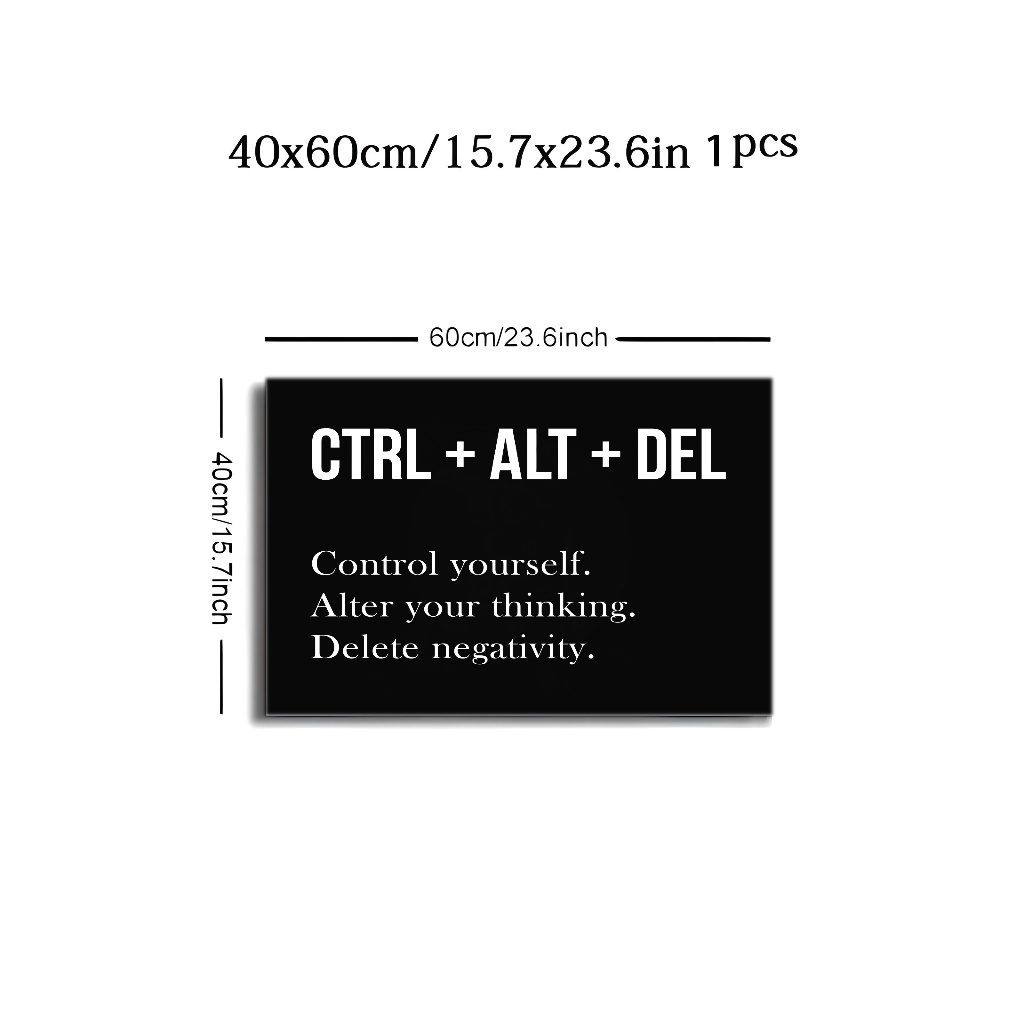 40x60cm/15.7x23.6in 1pcs
60cm/23.6inch
40cm/15.7inch
CTRL + ALT + DEL
Control yourself.
Alter your thinking.
Delete negativity.